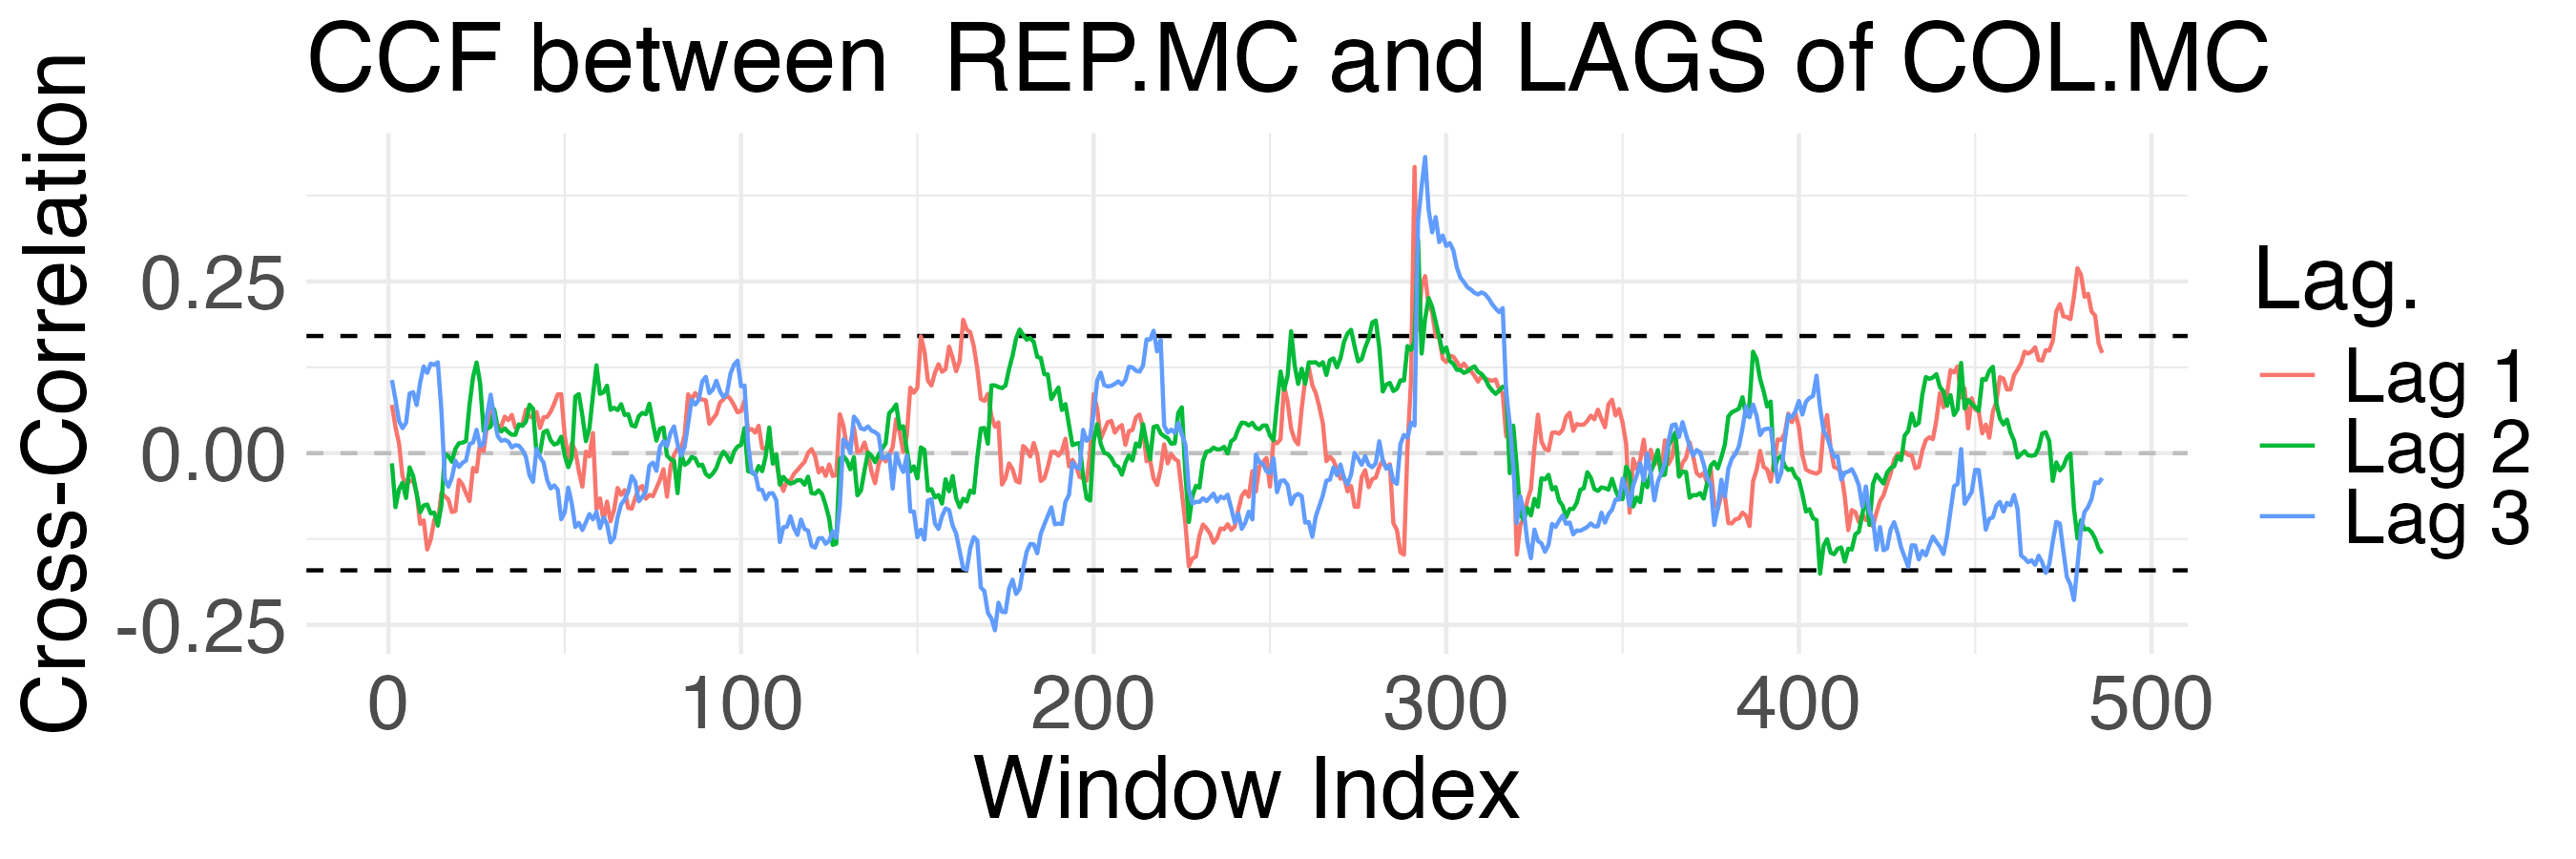 CCF between  REP.MC and LAGS of COL.MC
Cross-Correlation
0.25
0.00
-0.25
0 100 200 300 400 500
Window Index
Lag.
Lag 1
Lag 2
Lag 3